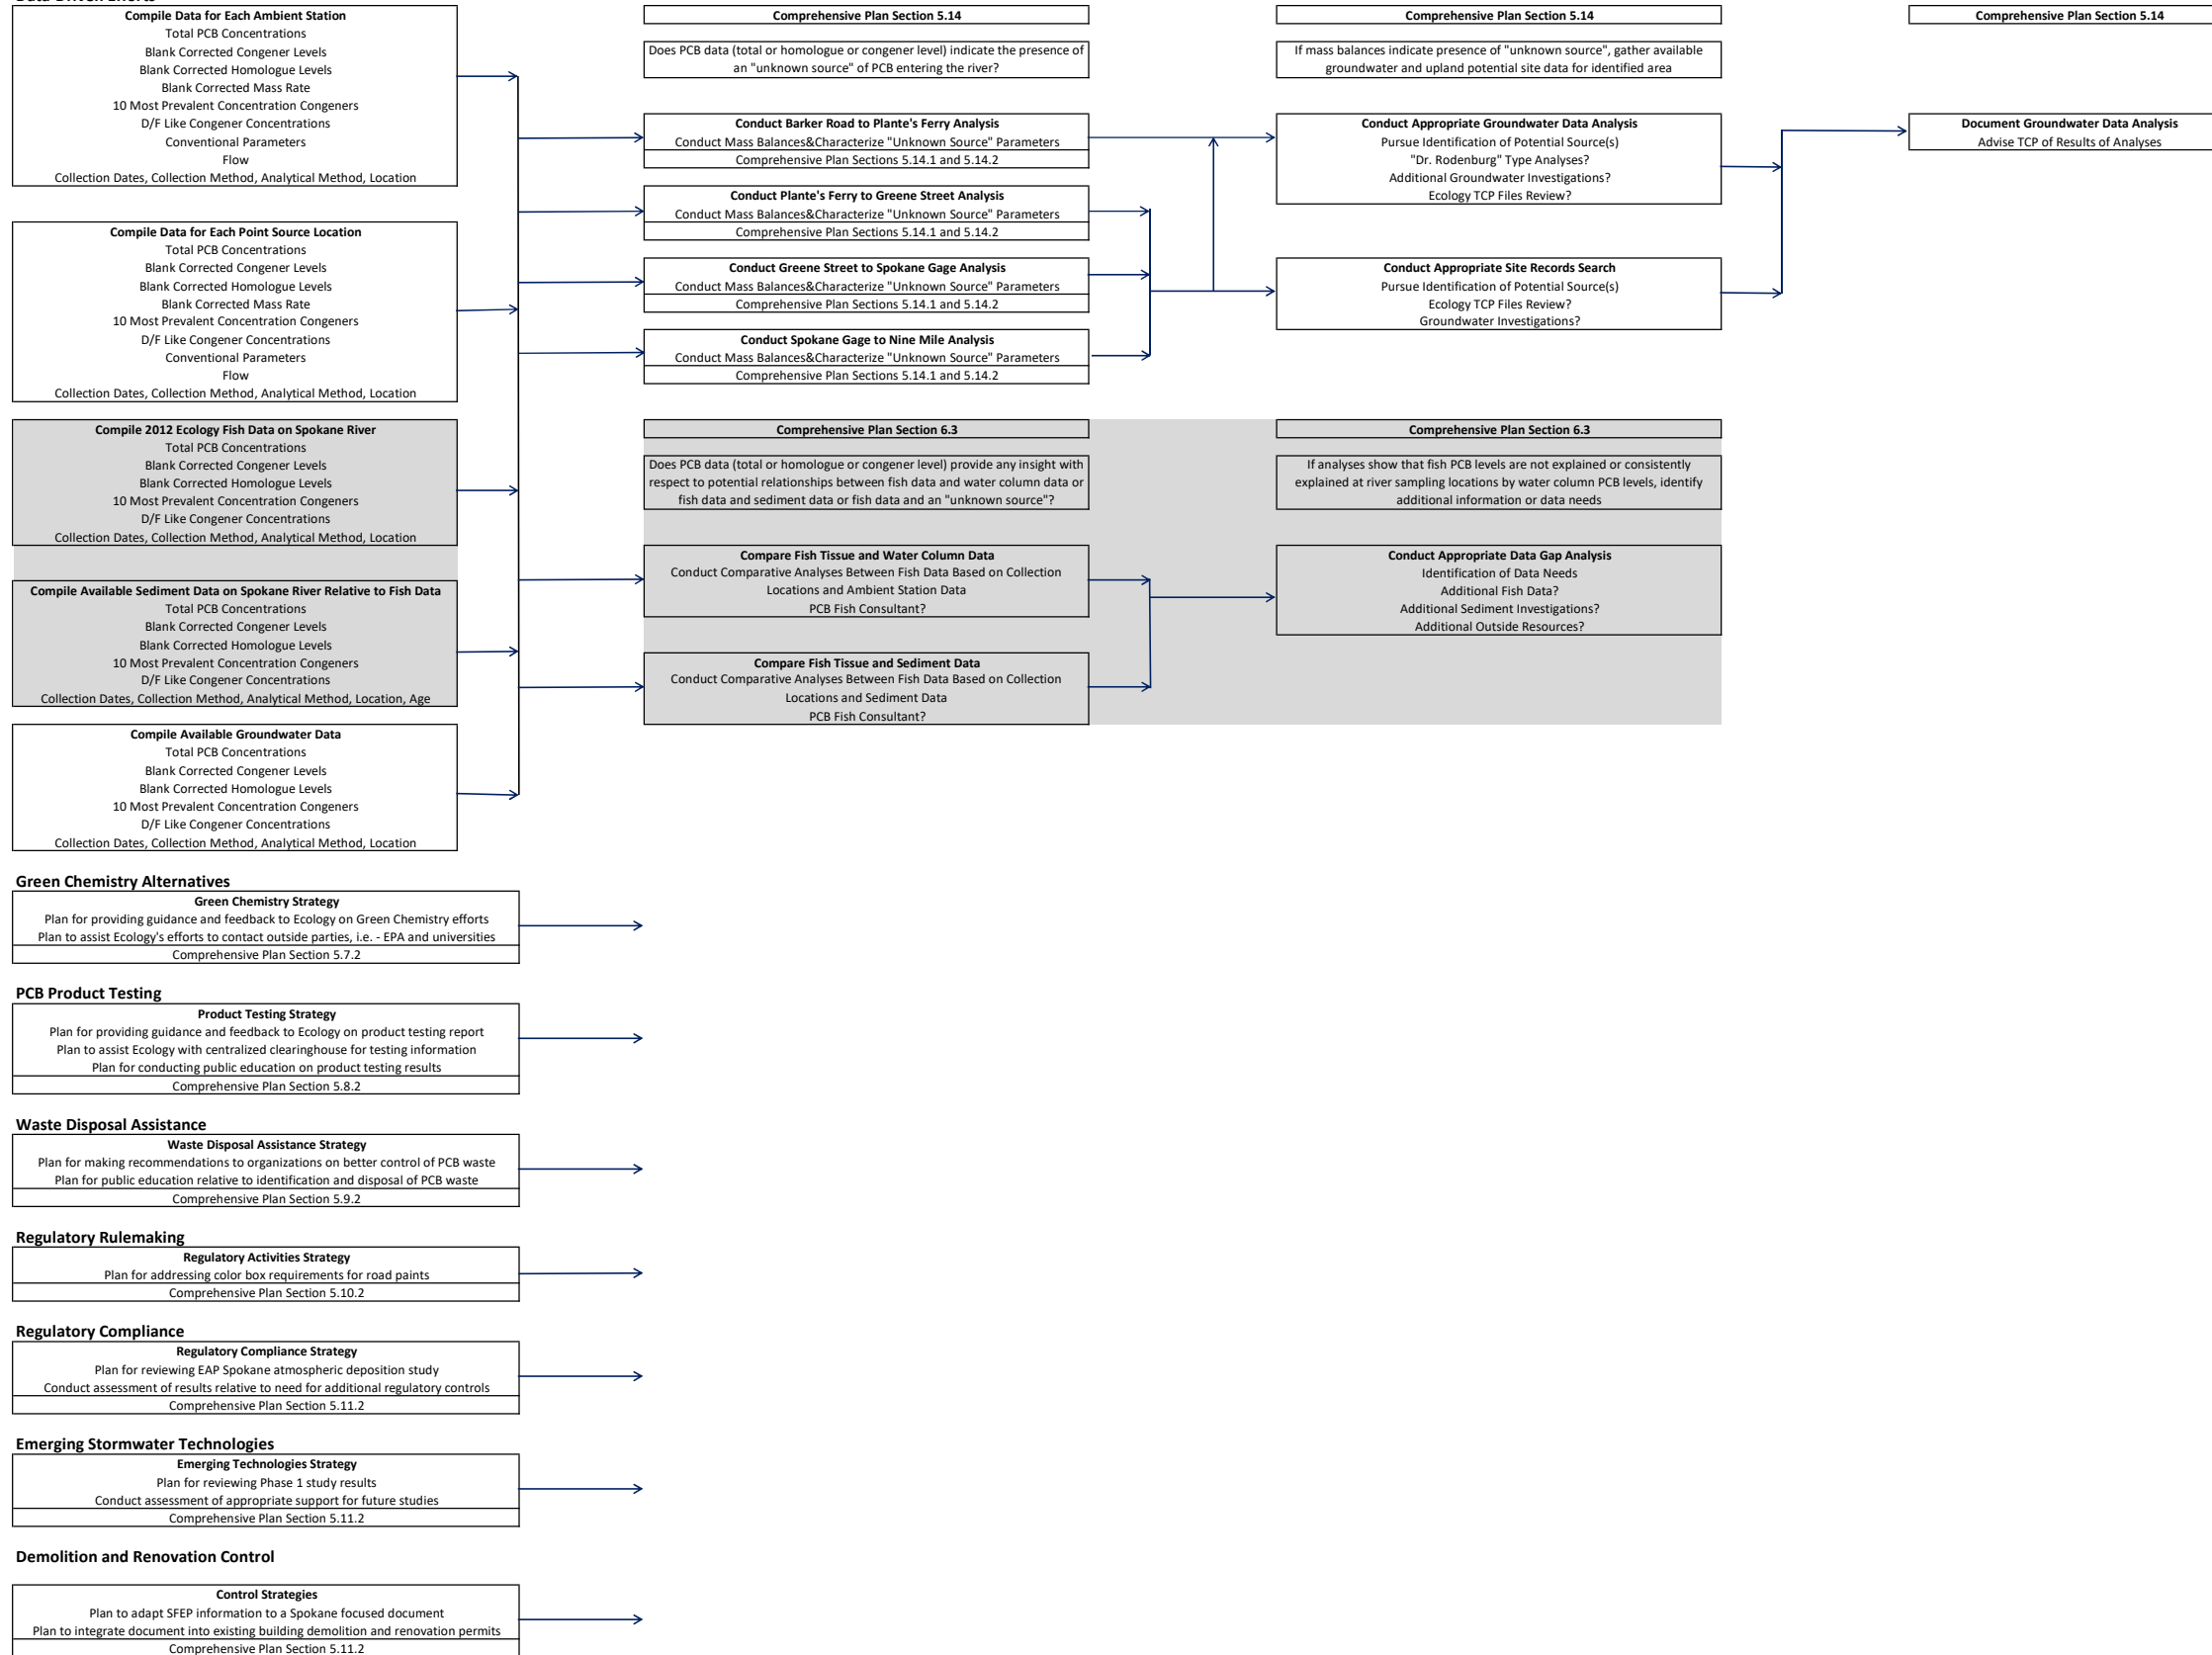 Data Driven Efforts
Compile Data for Each Ambient Station
Total PCB Concentrations
Blank Corrected Congener Levels
Blank Corrected Homologue Levels
Blank Corrected Mass Rate
10 Most Prevalent Concentration Congeners
D/F Like Congener Concentrations
Conventional Parameters
Flow
Collection Dates, Collection Method, Analytical Method, Location
Compile Data for Each Point Source Location
Total PCB Concentrations
Blank Corrected Congener Levels
Blank Corrected Homologue Levels
Blank Corrected Mass Rate
10 Most Prevalent Concentration Congeners
D/F Like Congener Concentrations
Conventional Parameters
Flow
Collection Dates, Collection Method, Analytical Method, Location
Compile 2012 Ecology Fish Data on Spokane River
Total PCB Concentrations
Blank Corrected Congener Levels
Blank Corrected Homologue Levels
10 Most Prevalent Concentration Congeners
D/F Like Congener Concentrations
Collection Dates, Collection Method, Analytical Method, Location
Compile Available Sediment Data on Spokane River Relative to Fish Data
Total PCB Concentrations
Blank Corrected Congener Levels
Blank Corrected Homologue Levels
10 Most Prevalent Concentration Congeners
D/F Like Congener Concentrations
Collection Dates, Collection Method, Analytical Method, Location, Age
Compile Available Groundwater Data
Total PCB Concentrations
Blank Corrected Congener Levels
Blank Corrected Homologue Levels
10 Most Prevalent Concentration Congeners
D/F Like Congener Concentrations
Collection Dates, Collection Method, Analytical Method, Location
Comprehensive Plan Section 5.14
Does PCB data (total or homologue or congener level) indicate the presence of
an "unknown source" of PCB entering the river?
Conduct Barker Road to Plante's Ferry Analysis
Conduct Mass Balances&Characterize "Unknown Source" Parameters
Comprehensive Plan Sections 5.14.1 and 5.14.2
Conduct Plante's Ferry to Greene Street Analysis
Conduct Mass Balances&Characterize "Unknown Source" Parameters
Comprehensive Plan Sections 5.14.1 and 5.14.2
Conduct Greene Street to Spokane Gage Analysis
Conduct Mass Balances&Characterize "Unknown Source" Parameters
Comprehensive Plan Sections 5.14.1 and 5.14.2
Conduct Spokane Gage to Nine Mile Analysis
Conduct Mass Balances&Characterize "Unknown Source" Parameters
Comprehensive Plan Sections 5.14.1 and 5.14.2
Comprehensive Plan Section 6.3
Does PCB data (total or homologue or congener level) provide any insight with
respect to potential relationships between fish data and water column data or
fish data and sediment data or fish data and an "unknown source"?
Compare Fish Tissue and Water Column Data
Conduct Comparative Analyses Between Fish Data Based on Collection
Locations and Ambient Station Data
PCB Fish Consultant?
Compare Fish Tissue and Sediment Data
Conduct Comparative Analyses Between Fish Data Based on Collection
Locations and Sediment Data
PCB Fish Consultant?
Comprehensive Plan Section 5.14
If mass balances indicate presence of "unknown source", gather available
groundwater and upland potential site data for identified area
Conduct Appropriate Groundwater Data Analysis
Pursue Identification of Potential Source(s)
"Dr. Rodenburg" Type Analyses?
Additional Groundwater Investigations?
Ecology TCP Files Review?
Conduct Appropriate Site Records Search
Pursue Identification of Potential Source(s)
Ecology TCP Files Review?
Groundwater Investigations?
Comprehensive Plan Section 6.3
If analyses show that fish PCB levels are not explained or consistently
explained at river sampling locations by water column PCB levels, identify
additional information or data needs
Conduct Appropriate Data Gap Analysis
Identification of Data Needs
Additional Fish Data?
Additional Sediment Investigations?
Additional Outside Resources?
Comprehensive Plan Section 5.14
Document Groundwater Data Analysis
Advise TCP of Results of Analyses
Green Chemistry Alternatives
Green Chemistry Strategy
Plan for providing guidance and feedback to Ecology on Green Chemistry efforts
Plan to assist Ecology's efforts to contact outside parties, i.e. - EPA and universities
Comprehensive Plan Section 5.7.2
PCB Product Testing
Product Testing Strategy
Plan for providing guidance and feedback to Ecology on product testing report
Plan to assist Ecology with centralized clearinghouse for testing information
Plan for conducting public education on product testing results
Comprehensive Plan Section 5.8.2
Waste Disposal Assistance
Waste Disposal Assistance Strategy
Plan for making recommendations to organizations on better control of PCB waste
Plan for public education relative to identification and disposal of PCB waste
Comprehensive Plan Section 5.9.2
Regulatory Rulemaking
Regulatory Activities Strategy
Plan for addressing color box requirements for road paints
Comprehensive Plan Section 5.10.2
Regulatory Compliance
Regulatory Compliance Strategy
Plan for reviewing EAP Spokane atmospheric deposition study
Conduct assessment of results relative to need for additional regulatory controls
Comprehensive Plan Section 5.11.2
Emerging Stormwater Technologies
Emerging Technologies Strategy
Plan for reviewing Phase 1 study results
Conduct assessment of appropriate support for future studies
Comprehensive Plan Section 5.11.2
Demolition and Renovation Control
Control Strategies
Plan to adapt SFEP information to a Spokane focused document
Plan to integrate document into existing building demolition and renovation permits
Comprehensive Plan Section 5.11.2